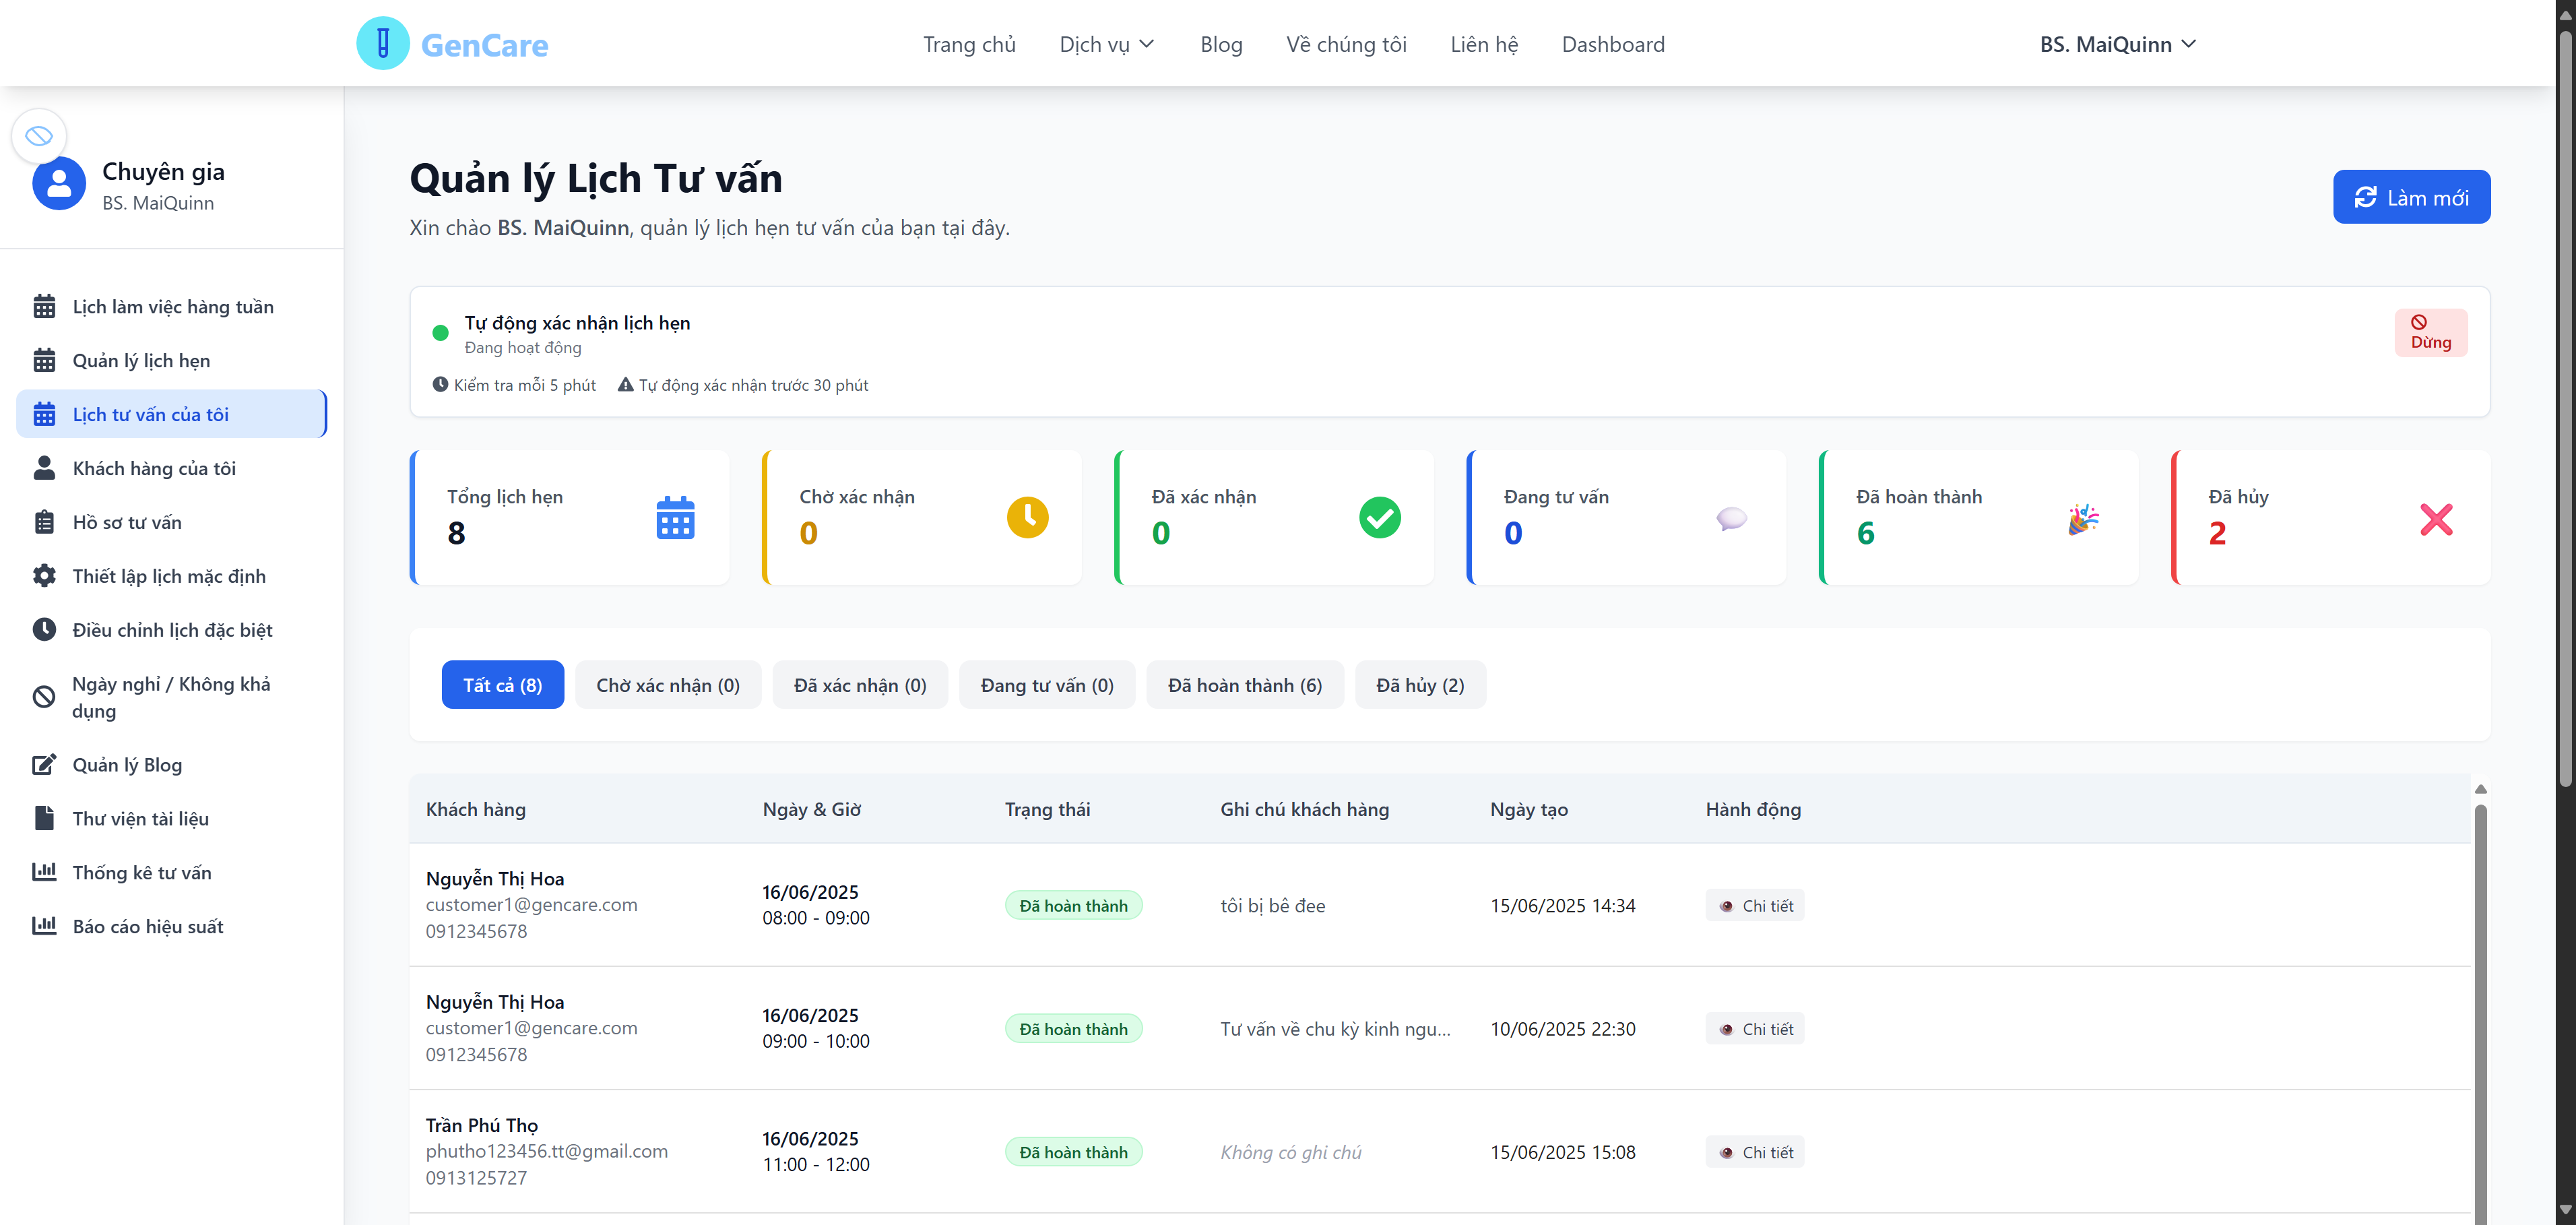 GenCare
Trang chủ
Dịch vụ
Blog
Về chúng tôi
Liên hệ
Dashboard
BS. MaiQuinn
Chuyên gia
BS. MaiQuinn
Lịch làm việc hàng tuần
Quản lý lịch hẹn
Lịch tư vấn của tôi
Khách hàng của tôi
Hồ sơ tư vấn
Thiết lập lịch mặc định
Điều chỉnh lịch đặc biệt
Ngày nghỉ / Không khả
dụng
Quản lý Blog
Thư viện tài liệu
Thống kê tư vấn
Báo cáo hiệu suất
Quản lý Lịch Tư vấn
Xin chào BS. MaiQuinn, quản lý lịch hẹn tư vấn của bạn tại đây.
Làm mới
Tự động xác nhận lịch hẹn
Đang hoạt động
Kiểm tra mỗi 5 phút
Tự động xác nhận trước 30 phút
Dừng
Tổng lịch hẹn
8
Chờ xác nhận
0
Đã xác nhận
0
Đang tư vấn
0
Đã hoàn thành
6
Đã hủy
2
Tất cả (8)
Chờ xác nhận (0)
Đã xác nhận (0)
Đang tư vấn (0)
Đã hoàn thành (6)
Đã hủy (2)
Khách hàng
Ngày & Giờ
Trạng thái
Ghi chú khách hàng
Ngày tạo
Hành động
Nguyễn Thị Hoa
customer1@gencare.com
0912345678
16/06/2025
08:00 - 09:00
Đã hoàn thành
tôi bị bê đee
15/06/2025 14:34
Chi tiết
Nguyễn Thị Hoa
customer1@gencare.com
0912345678
16/06/2025
09:00 - 10:00
Đã hoàn thành
Tư vấn về chu kỳ kinh ngu...
10/06/2025 22:30
Chi tiết
Trần Phú Thọ
phutho123456.tt@gmail.com
0913125727
16/06/2025
11:00 - 12:00
Đã hoàn thành
Không có ghi chú
15/06/2025 15:08
Chi tiết